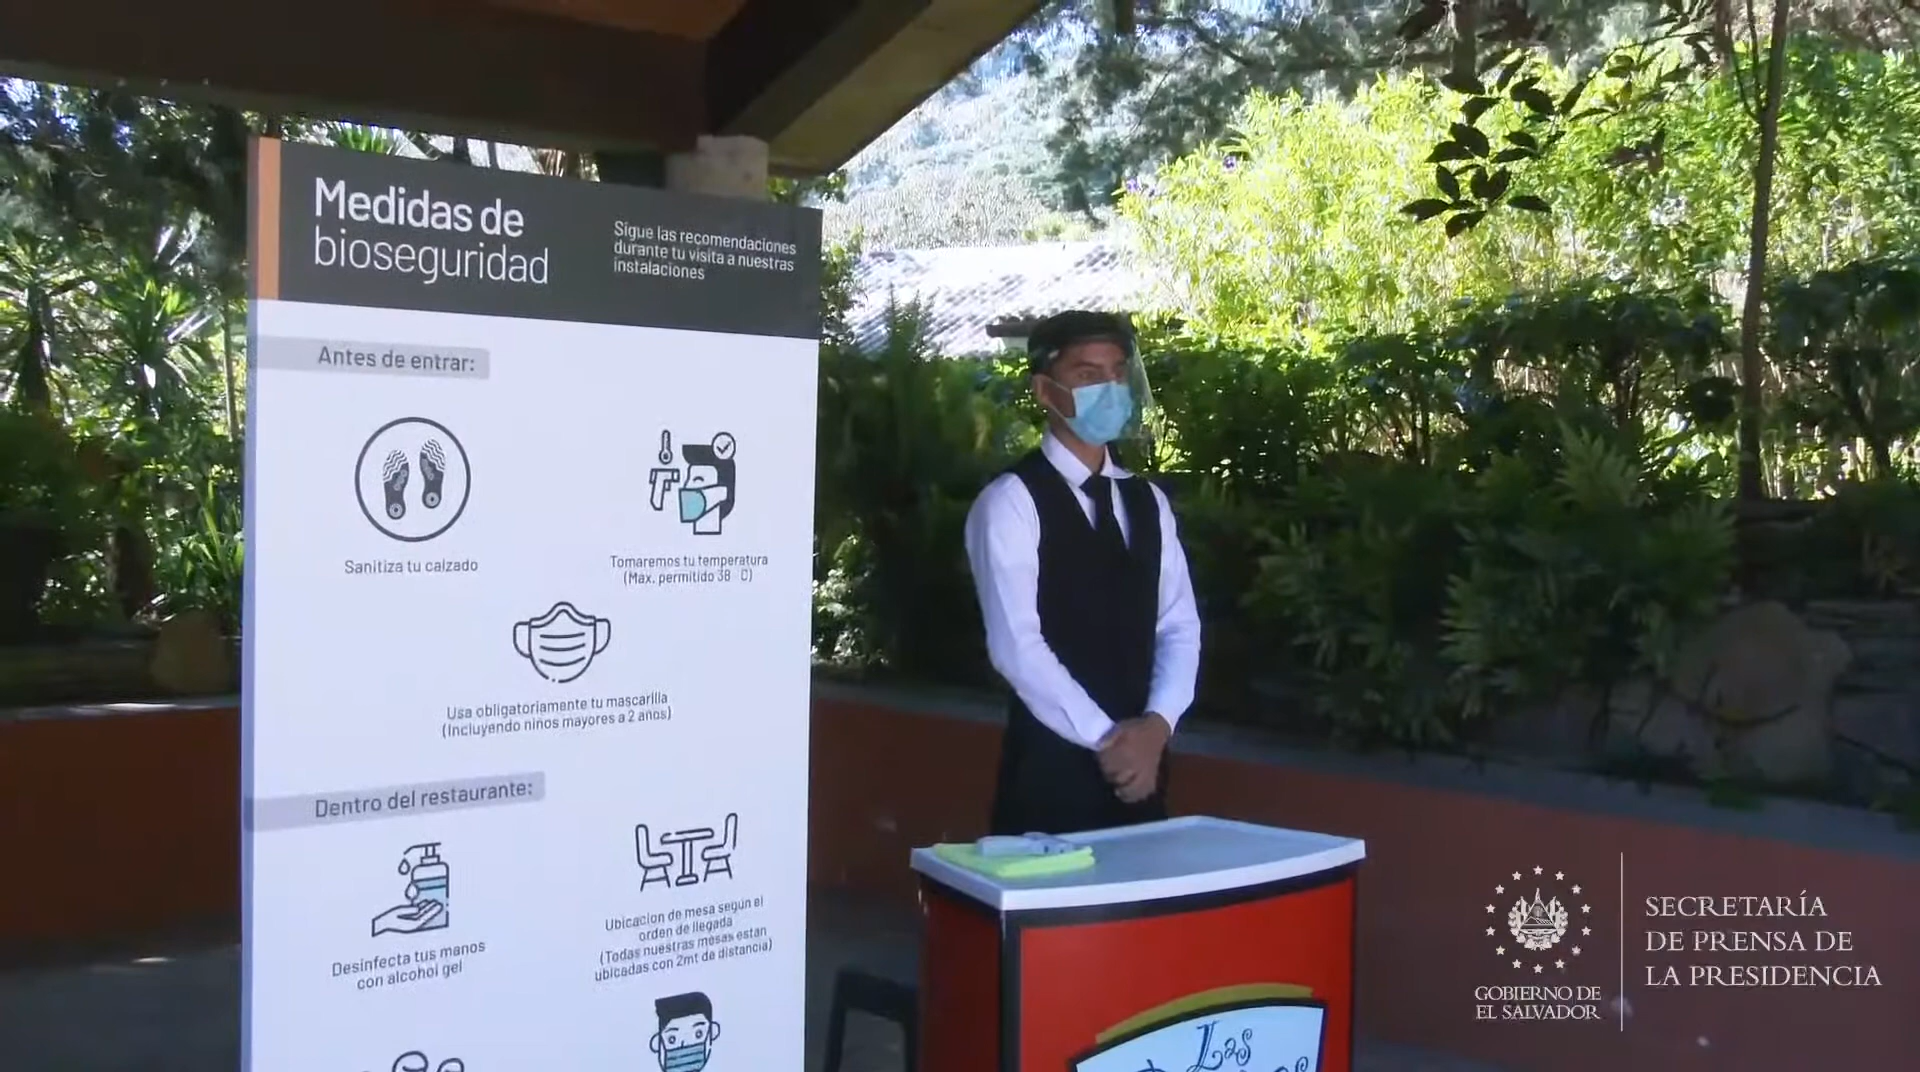 Medidas de
bioseguridad
Sigue las recomendaciones
durante tu visita a nuestras
instalaciones
Antes de entrar:
Sanitiza tu calzado
Tomaremos tu temperatura
(Max. permitido 38 C)
Usa obligatoriamente tu mascarilla
(Incluyendo niños mayores a 2 años)
Dentro del restaurante:
Desinfecta tus manos
con alcohol gel
Ubicacion de mesa segun el
orden de llegada
(Todas nuestras mesas estan
ubicadas con 2mt de distancia)
Las
GOBIERNO DE
EL SALVADOR
SECRETARÍA
DE PRENSA DE
LA PRESIDENCIA